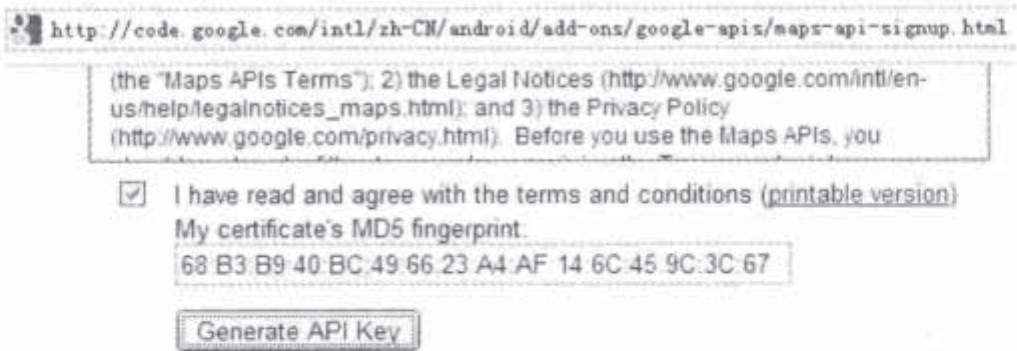 http://code.google.com/intl/zh-CN/android/add-ons/google-apis/maps-api-signup.html
(the "Maps APIs Terms"); 2) the Legal Notices (http://www.google.com/intl/en-
us/help/legalnotices_maps.html); and 3) the Privacy Policy
(http://www.google.com/privacy.html). Before you use the Maps APIs, you
I have read and agree with the terms and conditions (printable version)
My certificate's MD5 fingerprint:
68:B3:B9:40:BC:49:66:23:A4:AF:14:6C:45:9C:3C:67
Generate API Key